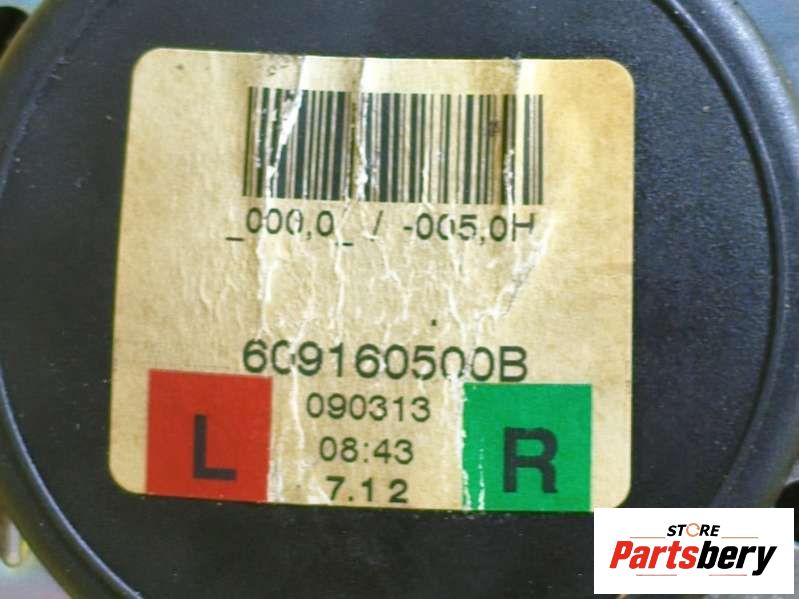 _000,0_ / -005,0H
609160500B
090313
L
08:43
R
7.12
STORE
Partsbery